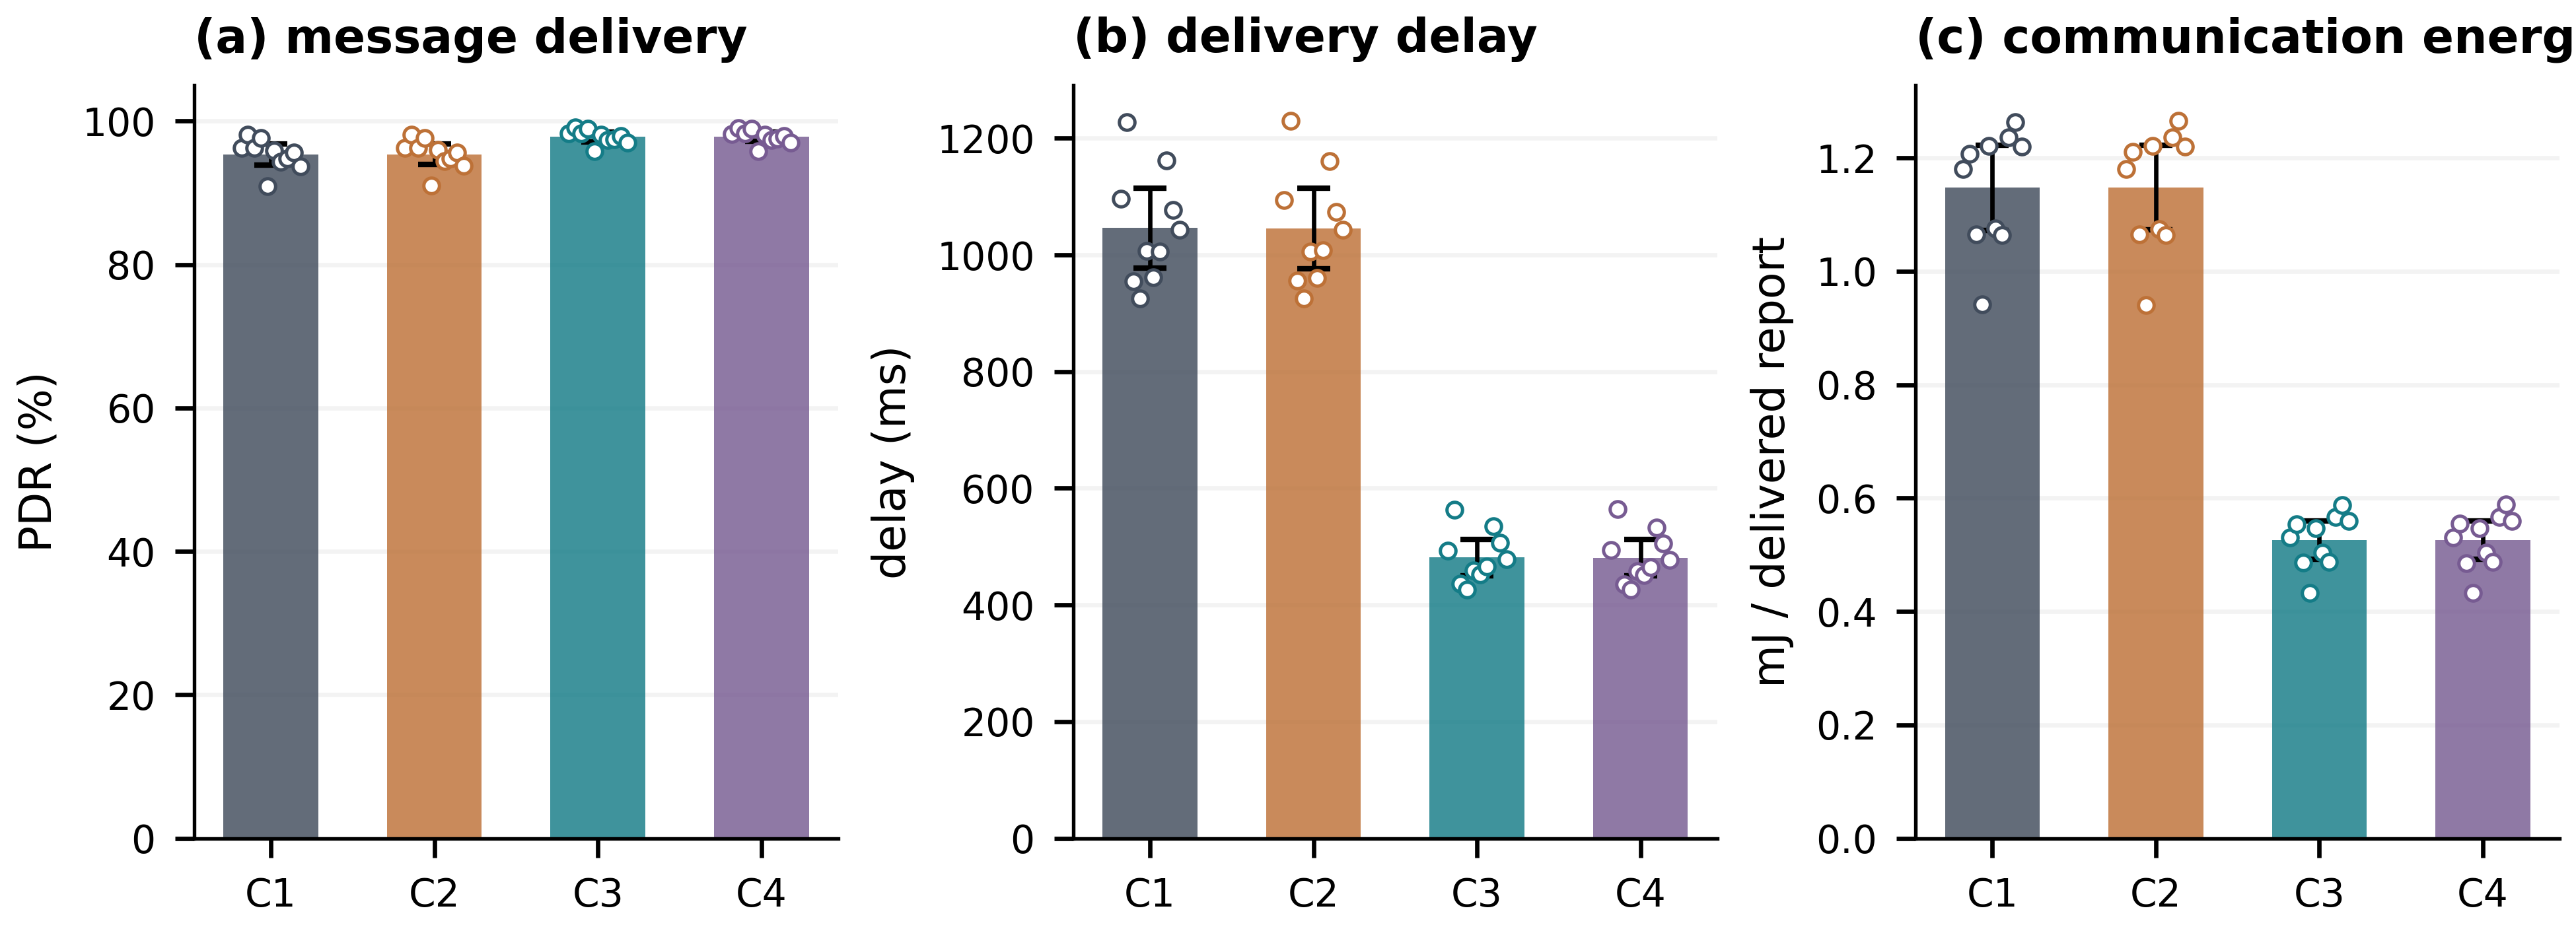 (a) message delivery
PDR (%)
100
80
60
40
20
0
C1 C2 C3 C4
(b) delivery delay
delay (ms)
1200
1000
800
600
400
200
0
C1 C2 C3 C4
(c) communication energ
mJ / delivered report
1.2
1.0
0.8
0.6
0.4
0.2
0.0
C1 C2 C3 C4